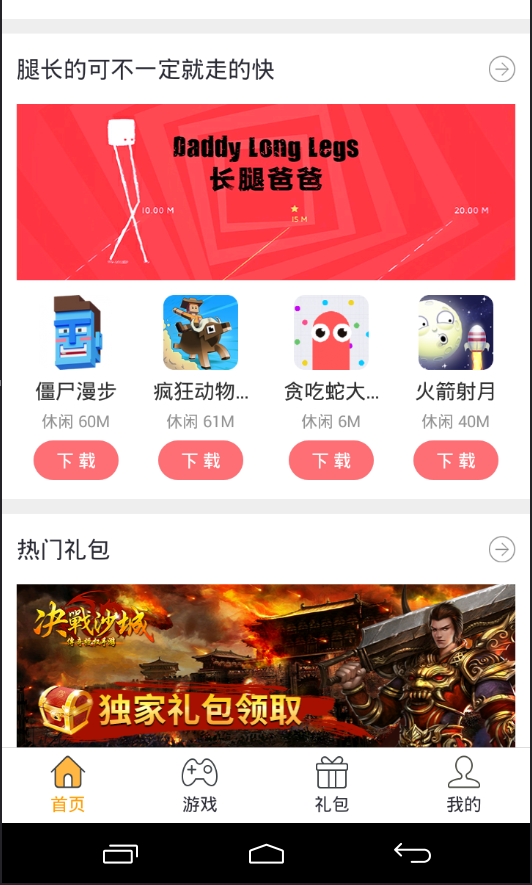 腿长的可不一定就走的快
Daddy Long Legs
长腿爸爸
10.00 M
15 M
20.00 M
僵尸漫步
疯狂动物...
贪吃蛇大...
火箭射月
休闲 60M
休闲 61M
休闲 6M
休闲 40M
下 载
下 载
下 载
下 载
热门礼包
决戰沙城
独家礼包领取
首页
游戏
礼包
我的